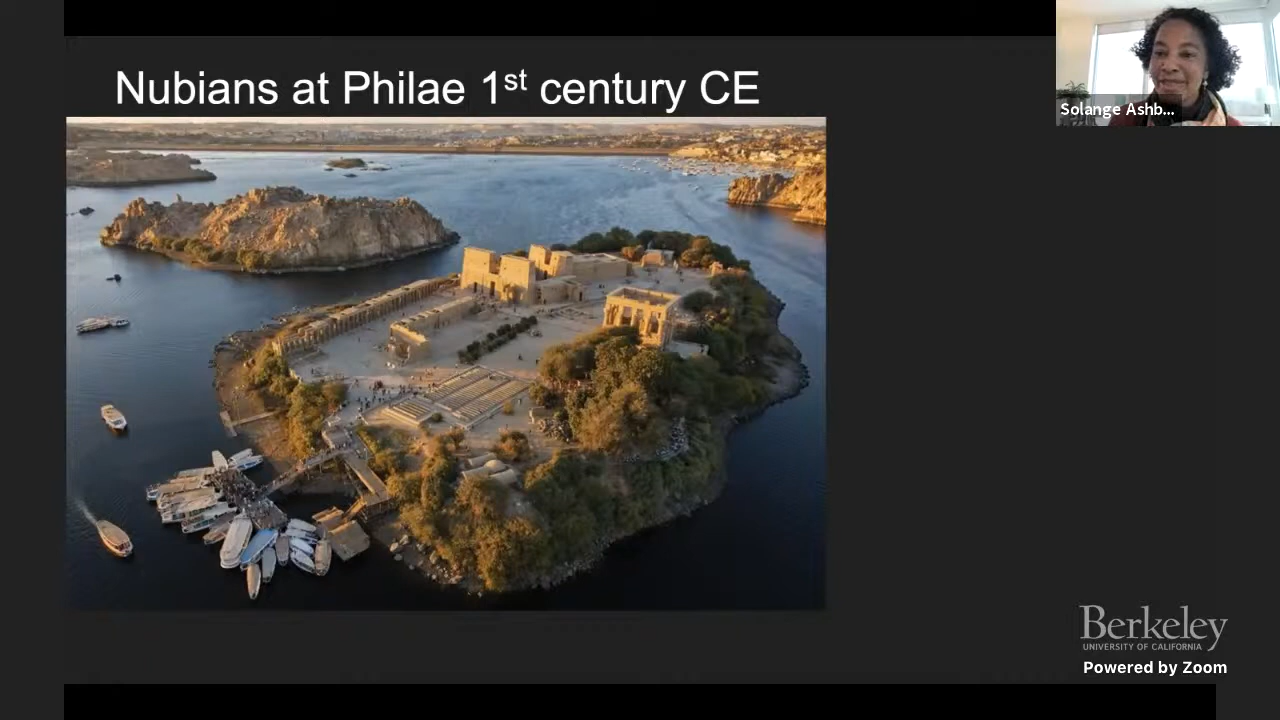 Nubians at Philae 1st century CE
Solange Ashb...
Berkeley
UNIVERSITY OF CALIFORNIA
Powered by Zoom